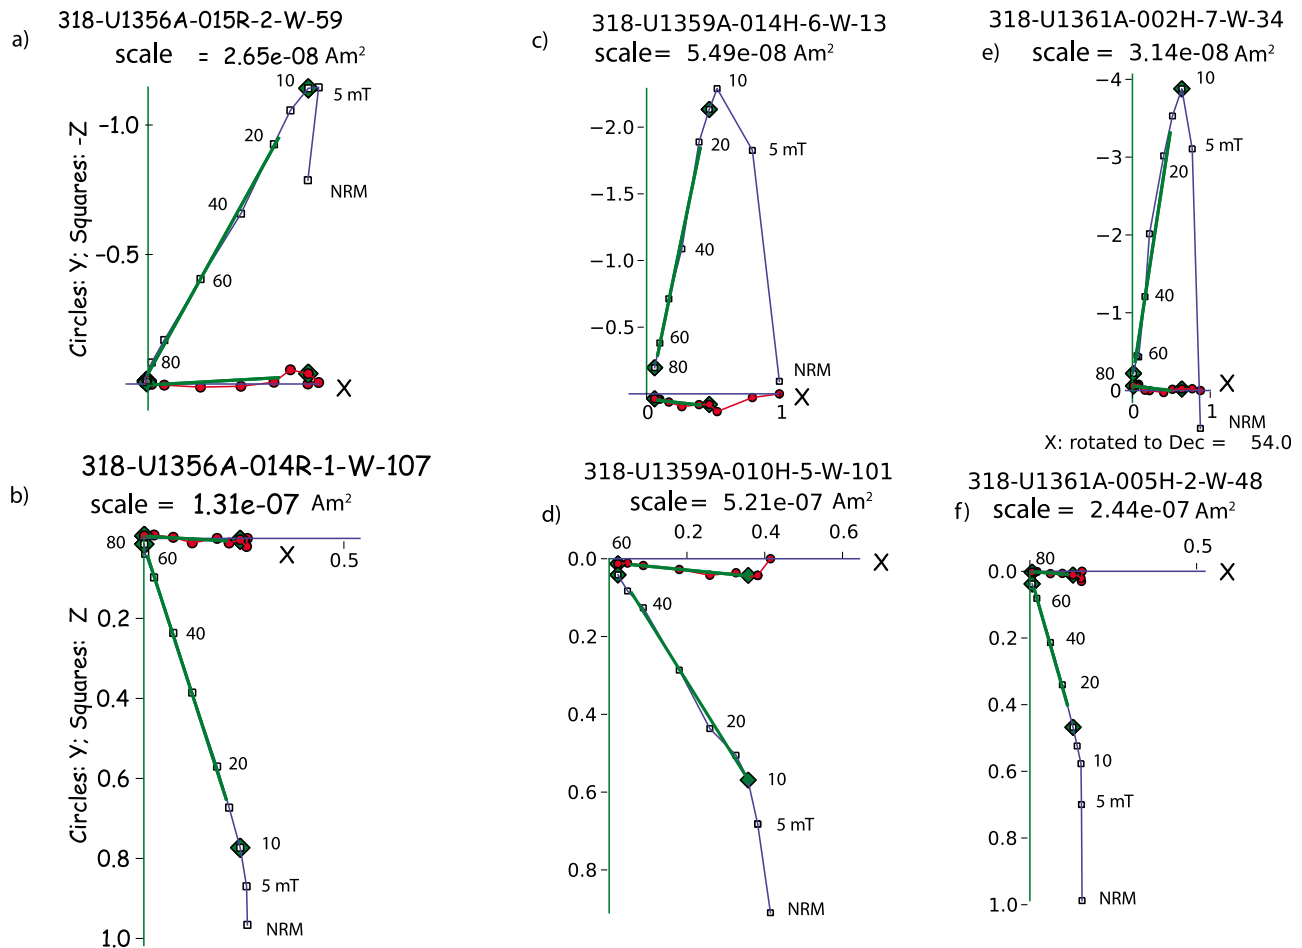 a)
318-U1356A-015R-2-W-59
scale = 2.65e-08 Am²
Circles: Y; Squares: -Z
−1.0
−0.5
10
5 mT
20
NRM
40
60
80
X
c)
318-U1359A-014H-6-W-13
scale = 5.49e-08 Am²
−2.0
−1.5
−1.0
−0.5
10
20
5 mT
40
60
80
NRM
X
0
1
e)
318-U1361A-002H-7-W-34
scale = 3.14e-08 Am²
−4
−3
−2
−1
0
10
5 mT
20
40
60
80
X
0
1
NRM
X: rotated to Dec = 54.0
b)
318-U1356A-014R-1-W-107
scale = 1.31e-07 Am²
Circles: Y; Squares: Z
80
60
X
0.5
0.2
40
0.4
20
0.6
10
0.8
5 mT
NRM
1.0
d)
318-U1359A-010H-5-W-101
scale = 5.21e-07 Am²
60
0.2
0.4
0.6
0.0
X
40
0.2
0.4
20
10
0.6
5 mT
0.8
NRM
f)
318-U1361A-005H-2-W-48
scale = 2.44e-07 Am²
80
0.5
0.0
X
60
0.2
40
20
0.4
10
0.6
5 mT
0.8
NRM
1.0